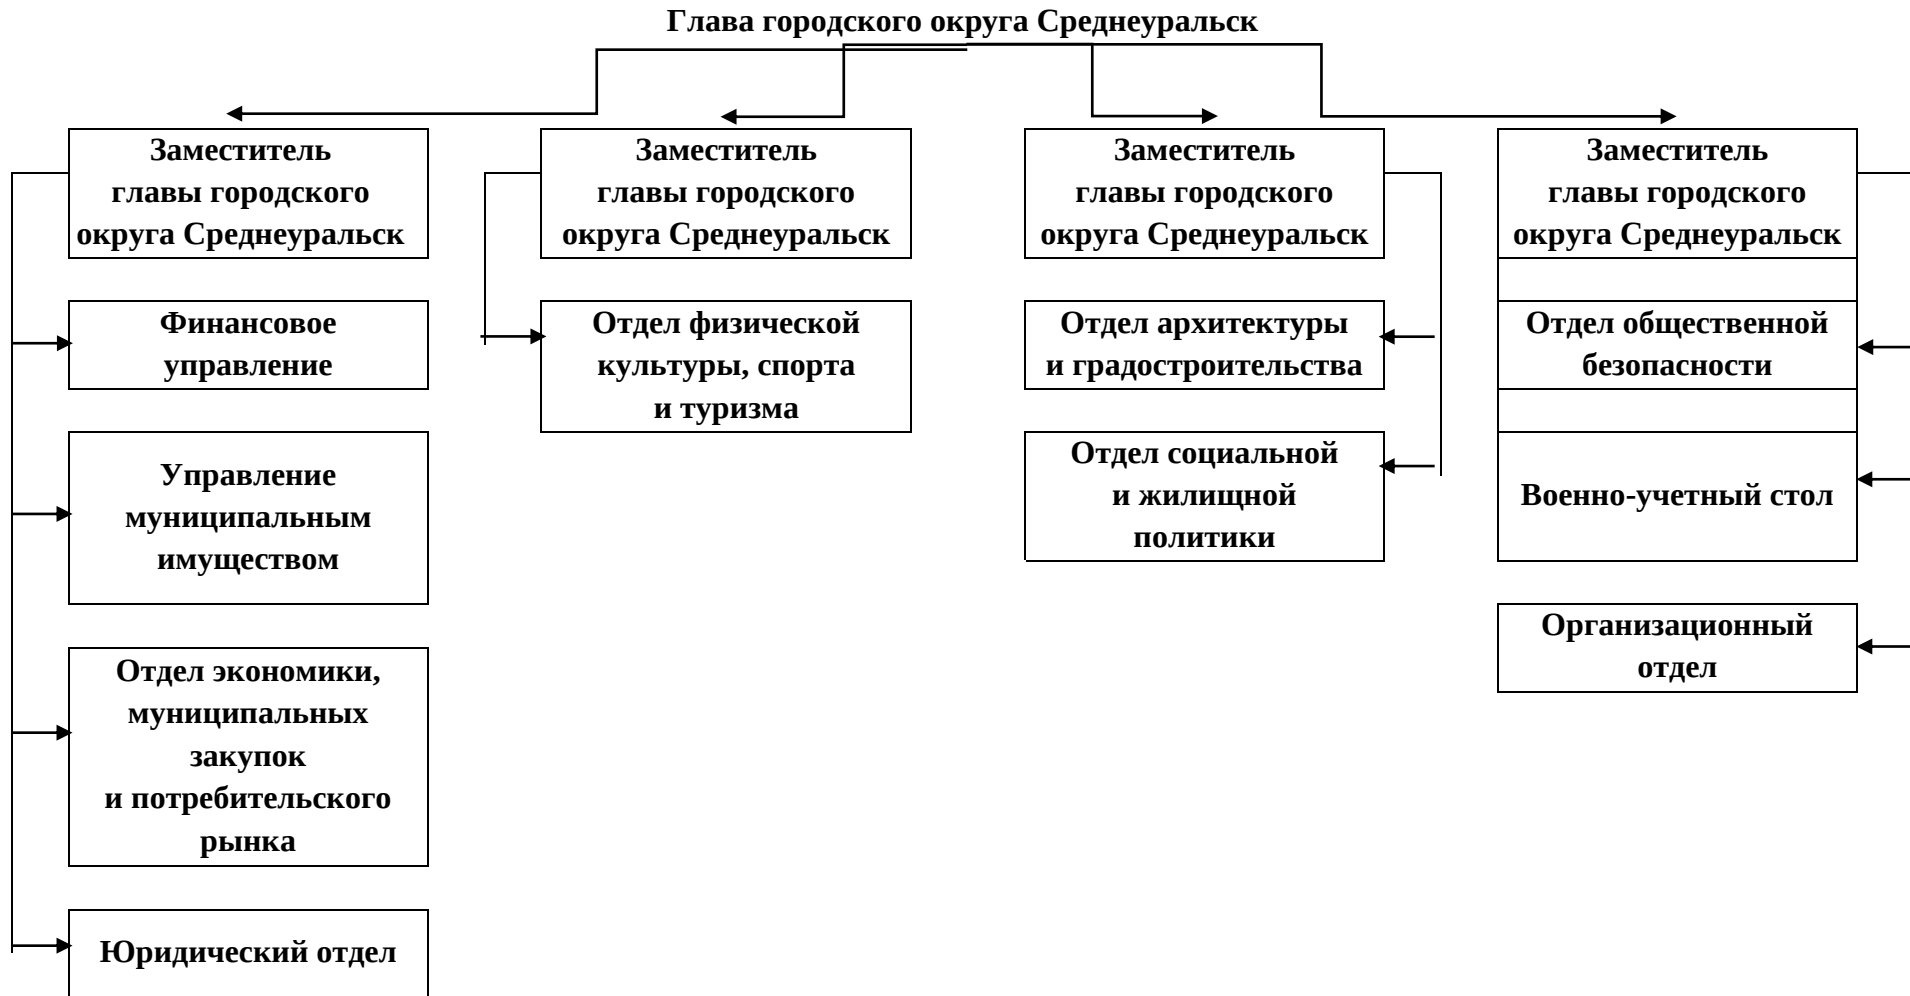 Глава городского округа Среднеуральск
Заместитель
главы городского
округа Среднеуральск
Заместитель
главы городского
округа Среднеуральск
Заместитель
главы городского
округа Среднеуральск
Заместитель
главы городского
округа Среднеуральск
Финансовое
управление
Отдел физической
культуры, спорта
и туризма
Отдел архитектуры
и градостроительства
Отдел общественной
безопасности
Управление
муниципальным
имуществом
Отдел социальной
и жилищной
политики
Военно-учетный стол
Организационный
отдел
Отдел экономики,
муниципальных
закупок
и потребительского
рынка
Юридический отдел